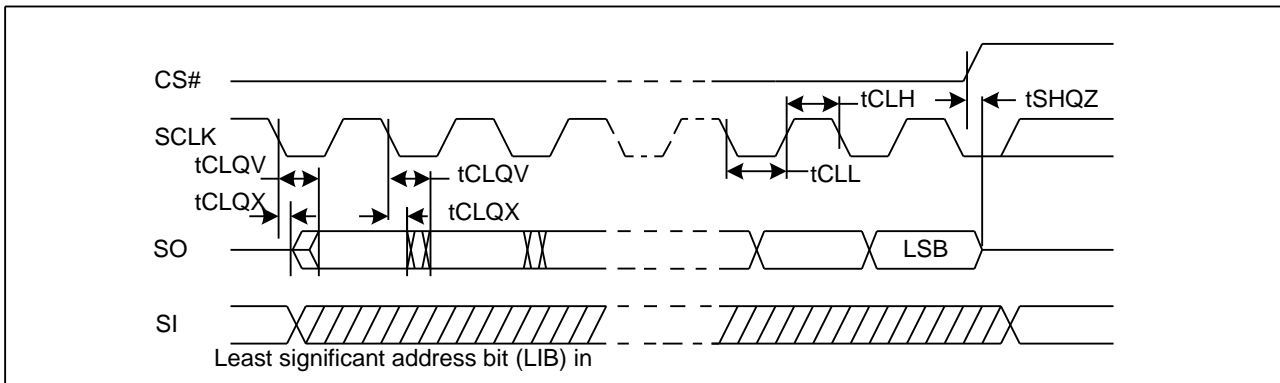 CS#
tCLH
tSHQZ
SCLK
tCLQV
tCLQV
tCLL
tCLQX
tCLQX
SO
LSB
SI
Least significant address bit (LIB) in